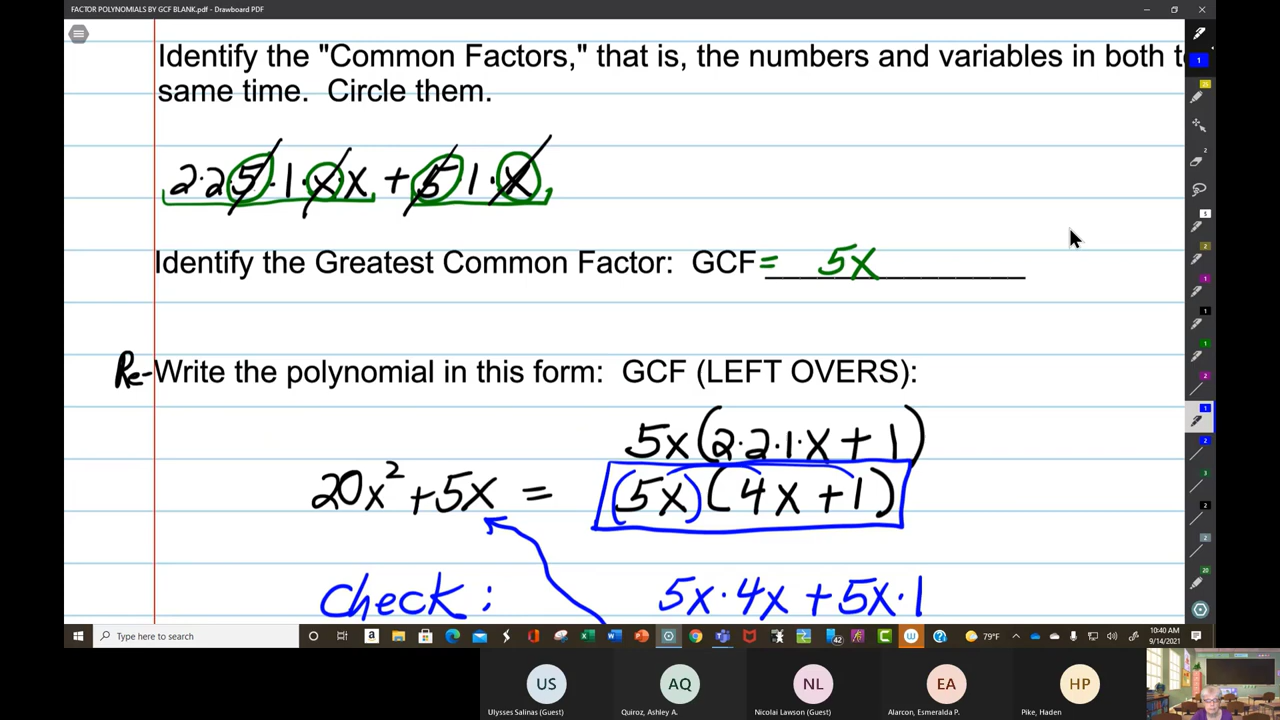 FACTOR POLYNOMIALS BY GCF BLANK.pdf - Drawboard PDF
Identify the "Common Factors," that is, the numbers and variables in both t
same time. Circle them.
2·2·5·1·x·x + 5·1·x
Identify the Greatest Common Factor: GCF = 5x
Re-Write the polynomial in this form: GCF (LEFT OVERS):
5x(2·2·1·x + 1)
20x² + 5x = (5x)(4x + 1)
Check: 5x·4x + 5x·1
Type here to search
42
79°F
10:40 AM
9/14/2021
US
AQ
NL
EA
HP
Ulysses Salinas (Guest)
Quiroz, Ashley A.
Nicolai Lawson (Guest)
Alarcon, Esmeralda P.
Pike, Haden